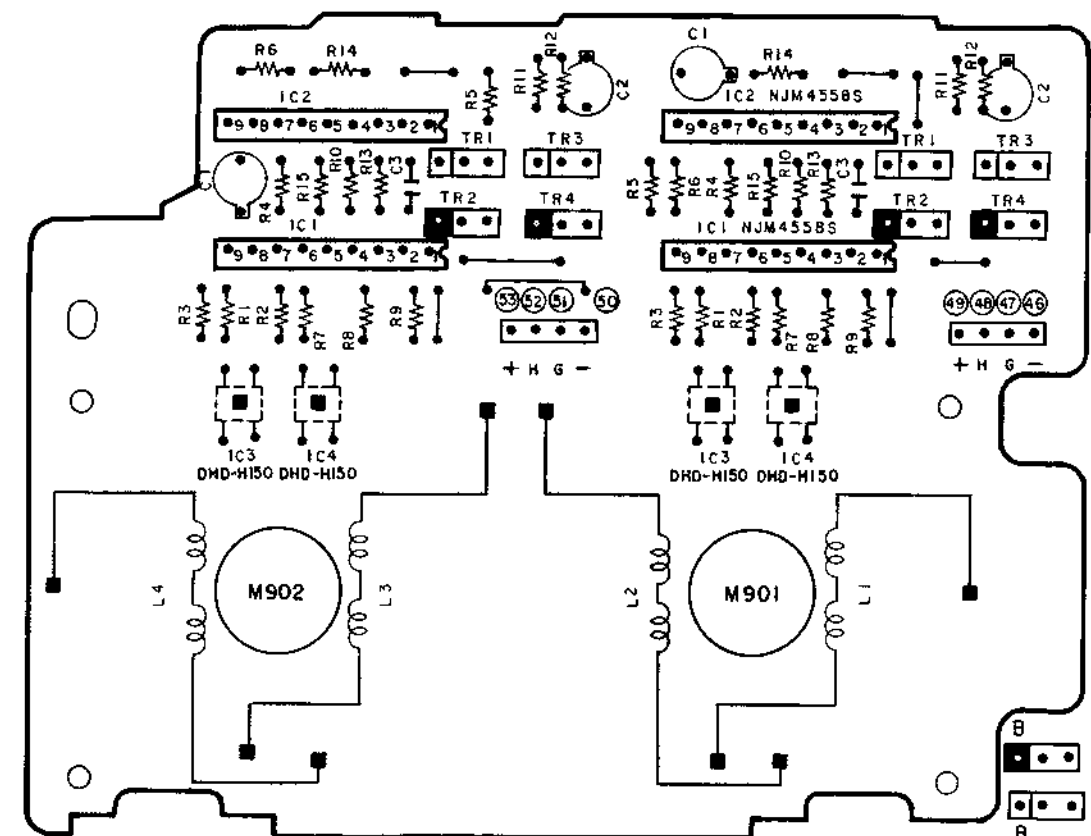 R6 R14 R5 R11 R12 C2 C1 R14 R11 R12 C2
IC2 IC2 NJM4558S
9 8 7 6 5 4 3 2 1 9 8 7 6 5 4 3 2 1
TR1 TR3 TR1 TR3
C1 R4 R15 R10 R13 C3 R5 R6 R4 R15 R10 R13 C3
TR2 TR4 TR2 TR4
IC1 IC1 NJM4558S
9 8 7 6 5 4 3 2 1 9 8 7 6 5 4 3 2 1
53 52 51 50 49 48 47 46
R3 R1 R2 R7 R8 R9 R3 R1 R2 R7 R8 R9
+ H G − + H G −
IC3 IC4 IC3 IC4
DHD-H150 DHD-H150 DHD-H150 DHD-H150
L4 M902 L3 L2 M901 L1
B